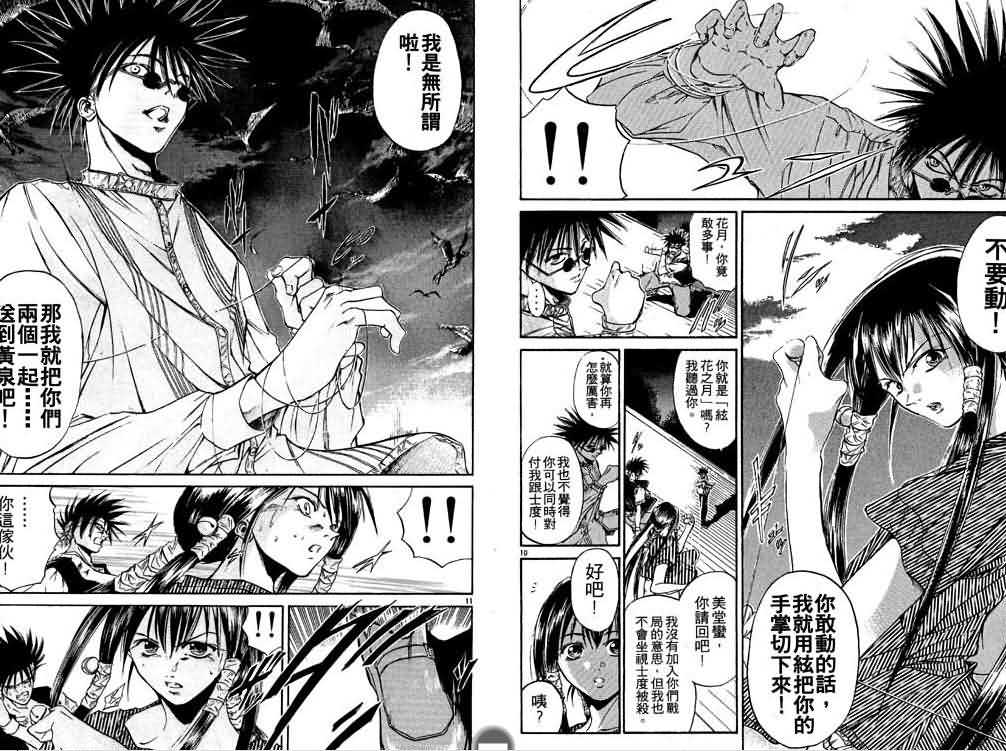 ！！
不要動！
你敢動的話，
我就用絃把你的
手掌切下來！
花月，你竟
敢多事！
⋯⋯
你就是「絃
花之月」嗎？
我聽過你。
就算你再
怎麼厲害，
我也不覺得
你可以同時對
付我跟士度！
美堂蠻，
你請回吧！
我沒有加入你們戰
局的意思，但我也
不會坐視士度被殺。
好吧！
咦？
10
我是無所謂
啦！
那我就把你們
兩個一起⋯⋯
送到黃泉吧！
！！
⋯⋯
你這傢伙！
11
！！